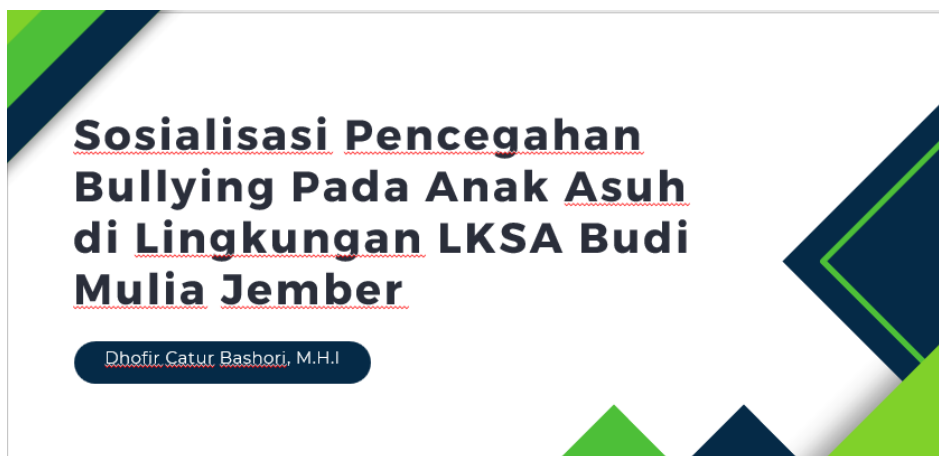 Sosialisasi Pencegahan
Bullying Pada Anak Asuh
di Lingkungan LKSA Budi
Mulia Jember
Dhofir Catur Bashori, M.H.I